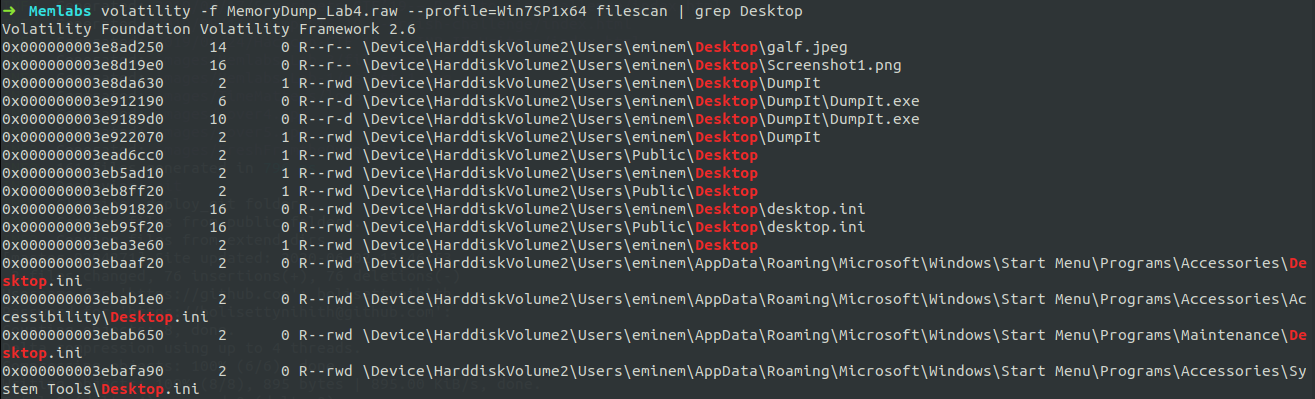 ➜ Memlabs volatility -f MemoryDump_Lab4.raw --profile=Win7SP1x64 filescan | grep Desktop
Volatility Foundation Volatility Framework 2.6
0x000000003e8ad250     14      0 R--r-- \Device\HarddiskVolume2\Users\eminem\Desktop\galf.jpeg
0x000000003e8d19e0     16      0 R--r-- \Device\HarddiskVolume2\Users\eminem\Desktop\Screenshot1.png
0x000000003e8da630      2      1 R--rwd \Device\HarddiskVolume2\Users\eminem\Desktop\DumpIt
0x000000003e912190      6      0 R--r-d \Device\HarddiskVolume2\Users\eminem\Desktop\DumpIt\DumpIt.exe
0x000000003e9189d0     10      0 R--r-d \Device\HarddiskVolume2\Users\eminem\Desktop\DumpIt\DumpIt.exe
0x000000003e922070      2      1 R--rwd \Device\HarddiskVolume2\Users\eminem\Desktop\DumpIt
0x000000003ead6cc0      2      1 R--rwd \Device\HarddiskVolume2\Users\Public\Desktop
0x000000003eb5ad10      2      1 R--rwd \Device\HarddiskVolume2\Users\eminem\Desktop
0x000000003eb8ff20      2      1 R--rwd \Device\HarddiskVolume2\Users\Public\Desktop
0x000000003eb91820     16      0 R--rwd \Device\HarddiskVolume2\Users\eminem\Desktop\desktop.ini
0x000000003eb95f20     16      0 R--rwd \Device\HarddiskVolume2\Users\Public\Desktop\desktop.ini
0x000000003eba3e60      2      1 R--rwd \Device\HarddiskVolume2\Users\eminem\Desktop
0x000000003ebaaf20      2      0 R--rwd \Device\HarddiskVolume2\Users\eminem\AppData\Roaming\Microsoft\Windows\Start Menu\Programs\Accessories\De
sktop.ini
0x000000003ebab1e0      2      0 R--rwd \Device\HarddiskVolume2\Users\eminem\AppData\Roaming\Microsoft\Windows\Start Menu\Programs\Accessories\Ac
cessibility\Desktop.ini
0x000000003ebab650      2      0 R--rwd \Device\HarddiskVolume2\Users\eminem\AppData\Roaming\Microsoft\Windows\Start Menu\Programs\Maintenance\De
sktop.ini
0x000000003ebafa90      2      0 R--rwd \Device\HarddiskVolume2\Users\eminem\AppData\Roaming\Microsoft\Windows\Start Menu\Programs\Accessories\Sy
stem Tools\Desktop.ini